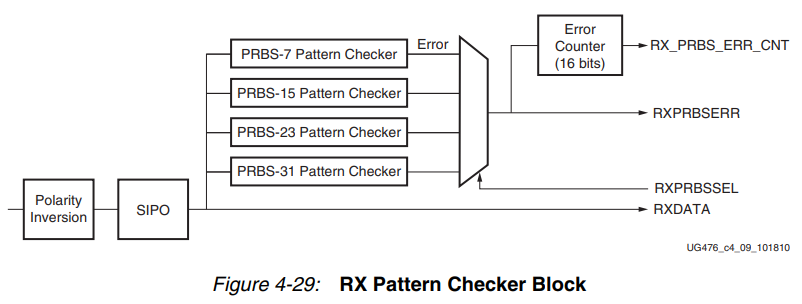 Error
Counter
(16 bits)
RX_PRBS_ERR_CNT
PRBS-7 Pattern Checker
Error
PRBS-15 Pattern Checker
RXPRBSERR
PRBS-23 Pattern Checker
PRBS-31 Pattern Checker
RXPRBSSEL
Polarity
Inversion
SIPO
RXDATA
UG476_c4_09_101810
Figure 4-29: RX Pattern Checker Block